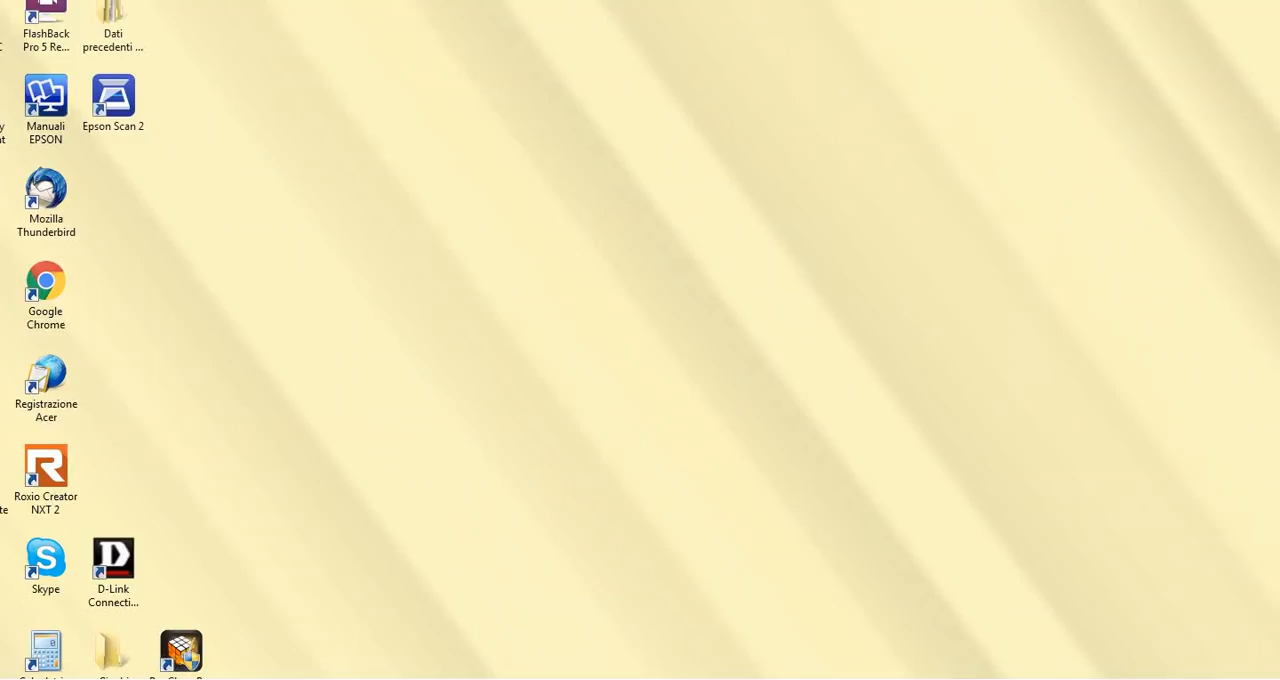 FlashBack
Pro 5 Re...
Dati
precedenti ...
Manuali
EPSON
Epson Scan 2
Mozilla
Thunderbird
Google
Chrome
Registrazione
Acer
Roxio Creator
NXT 2
Skype
D-Link
Connecti...